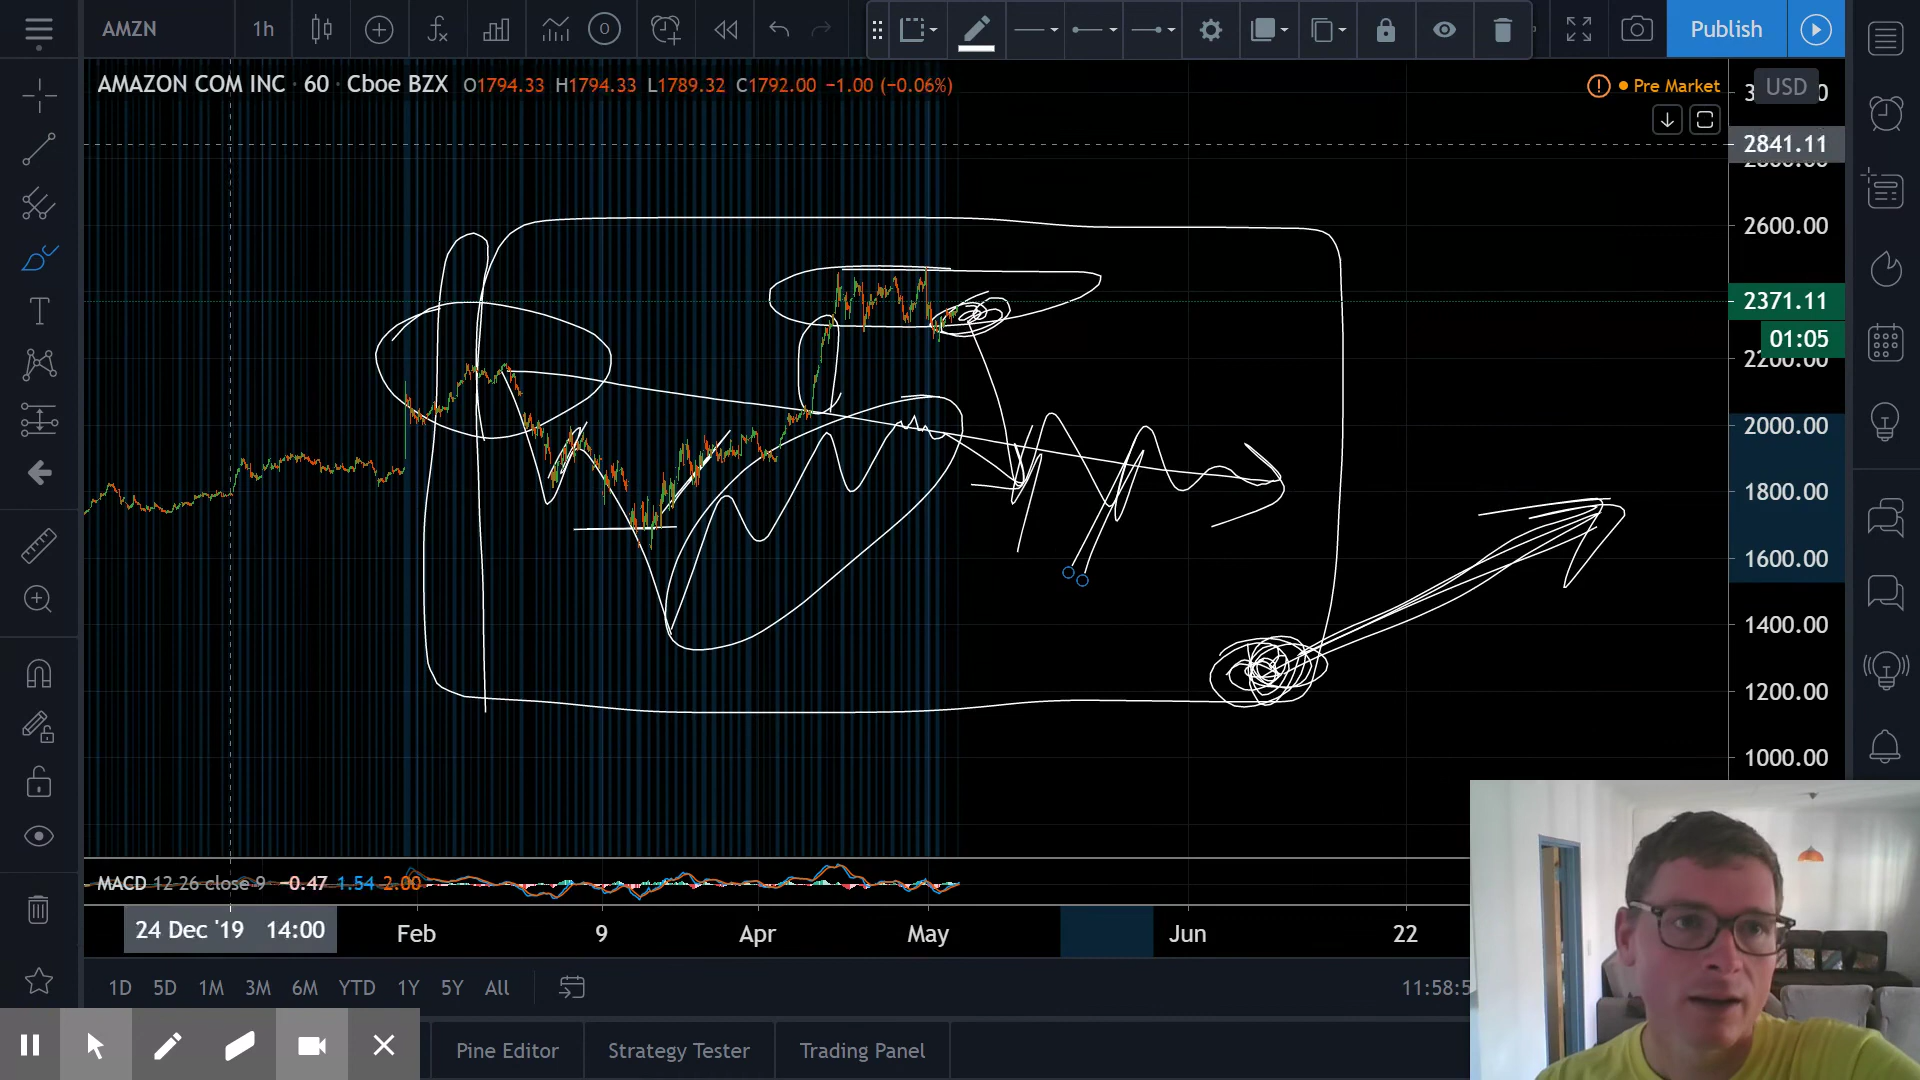 AMZN 1h Publish
AMAZON COM INC · 60 · Cboe BZX O1794.33 H1794.33 L1789.32 C1792.00 −1.00 (−0.06%)
Pre Market
USD
2841.11
2600.00
2371.11
01:05
2200.00
2000.00
1800.00
1600.00
1400.00
1200.00
1000.00
MACD 12 26 close 9 −0.47 1.54 2.00
24 Dec '19 14:00 Feb 9 Apr May Jun 22
1D 5D 1M 3M 6M YTD 1Y 5Y All 11:58:5
Pine Editor Strategy Tester Trading Panel